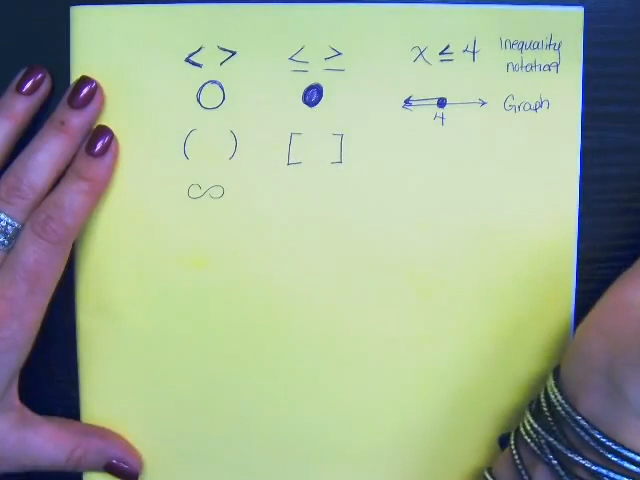 < > ≤ ≥ x ≤ 4 Inequality notation
Graph
4
( ) [ ]
∞